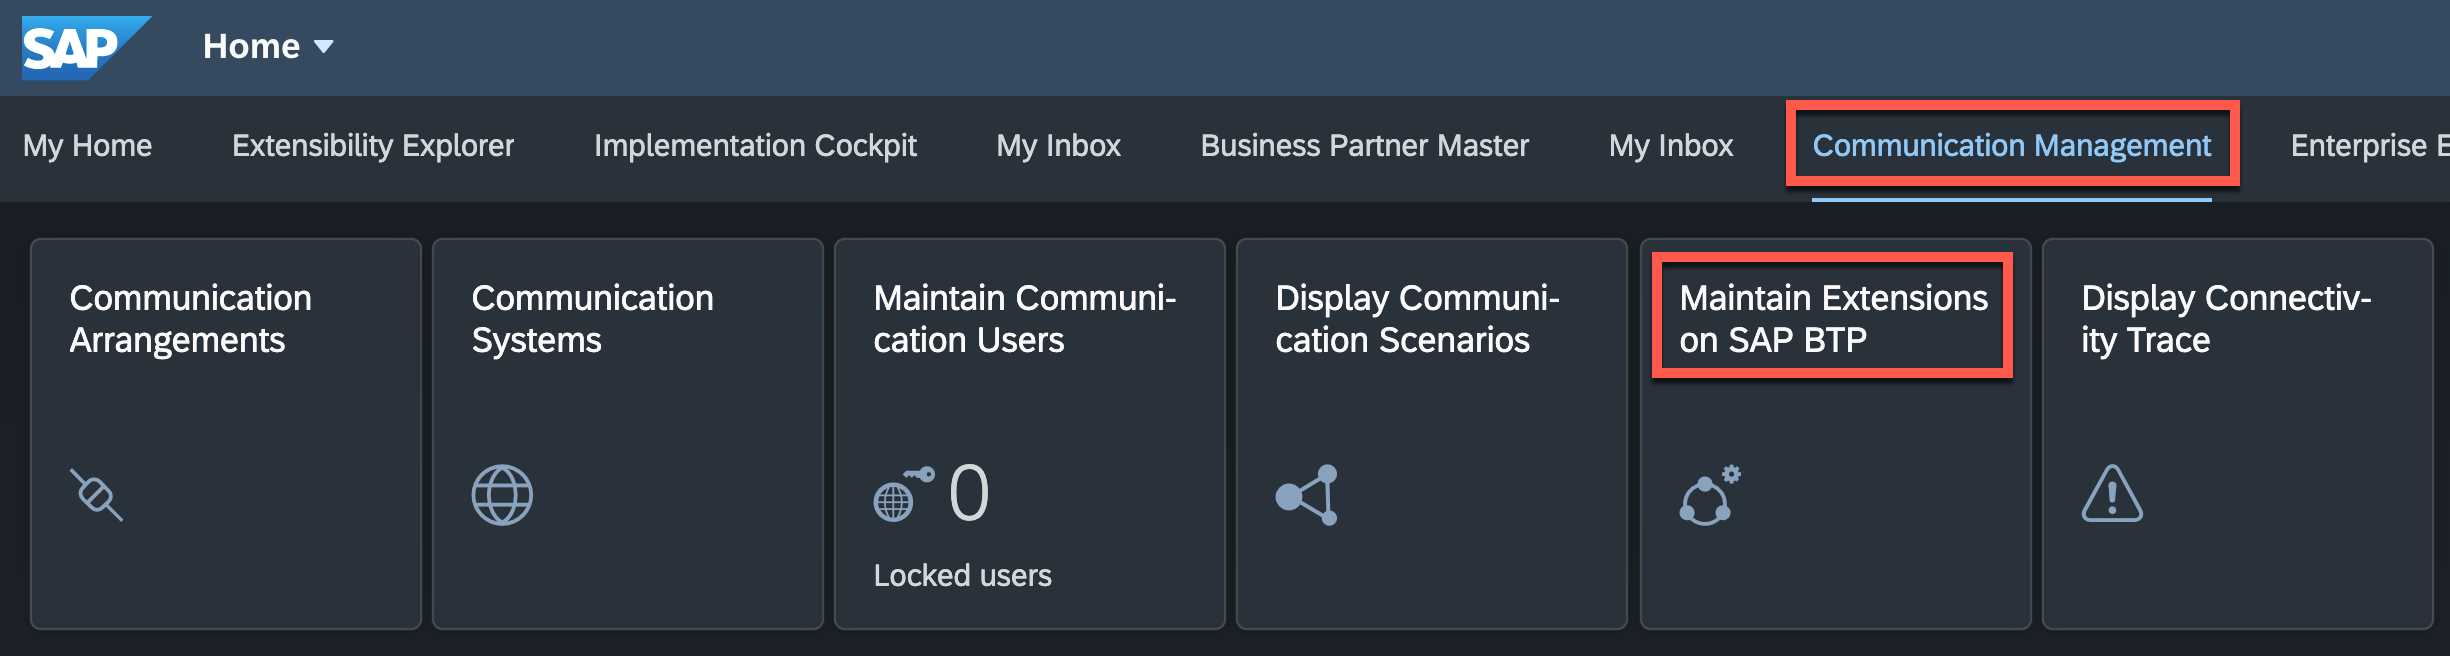 SAP
Home
My Home
Extensibility Explorer
Implementation Cockpit
My Inbox
Business Partner Master
My Inbox
Communication Management
Enterprise E
Communication
Arrangements
Communication
Systems
Maintain Communi-
cation Users
0
Locked users
Display Communi-
cation Scenarios
Maintain Extensions
on SAP BTP
Display Connectiv-
ity Trace